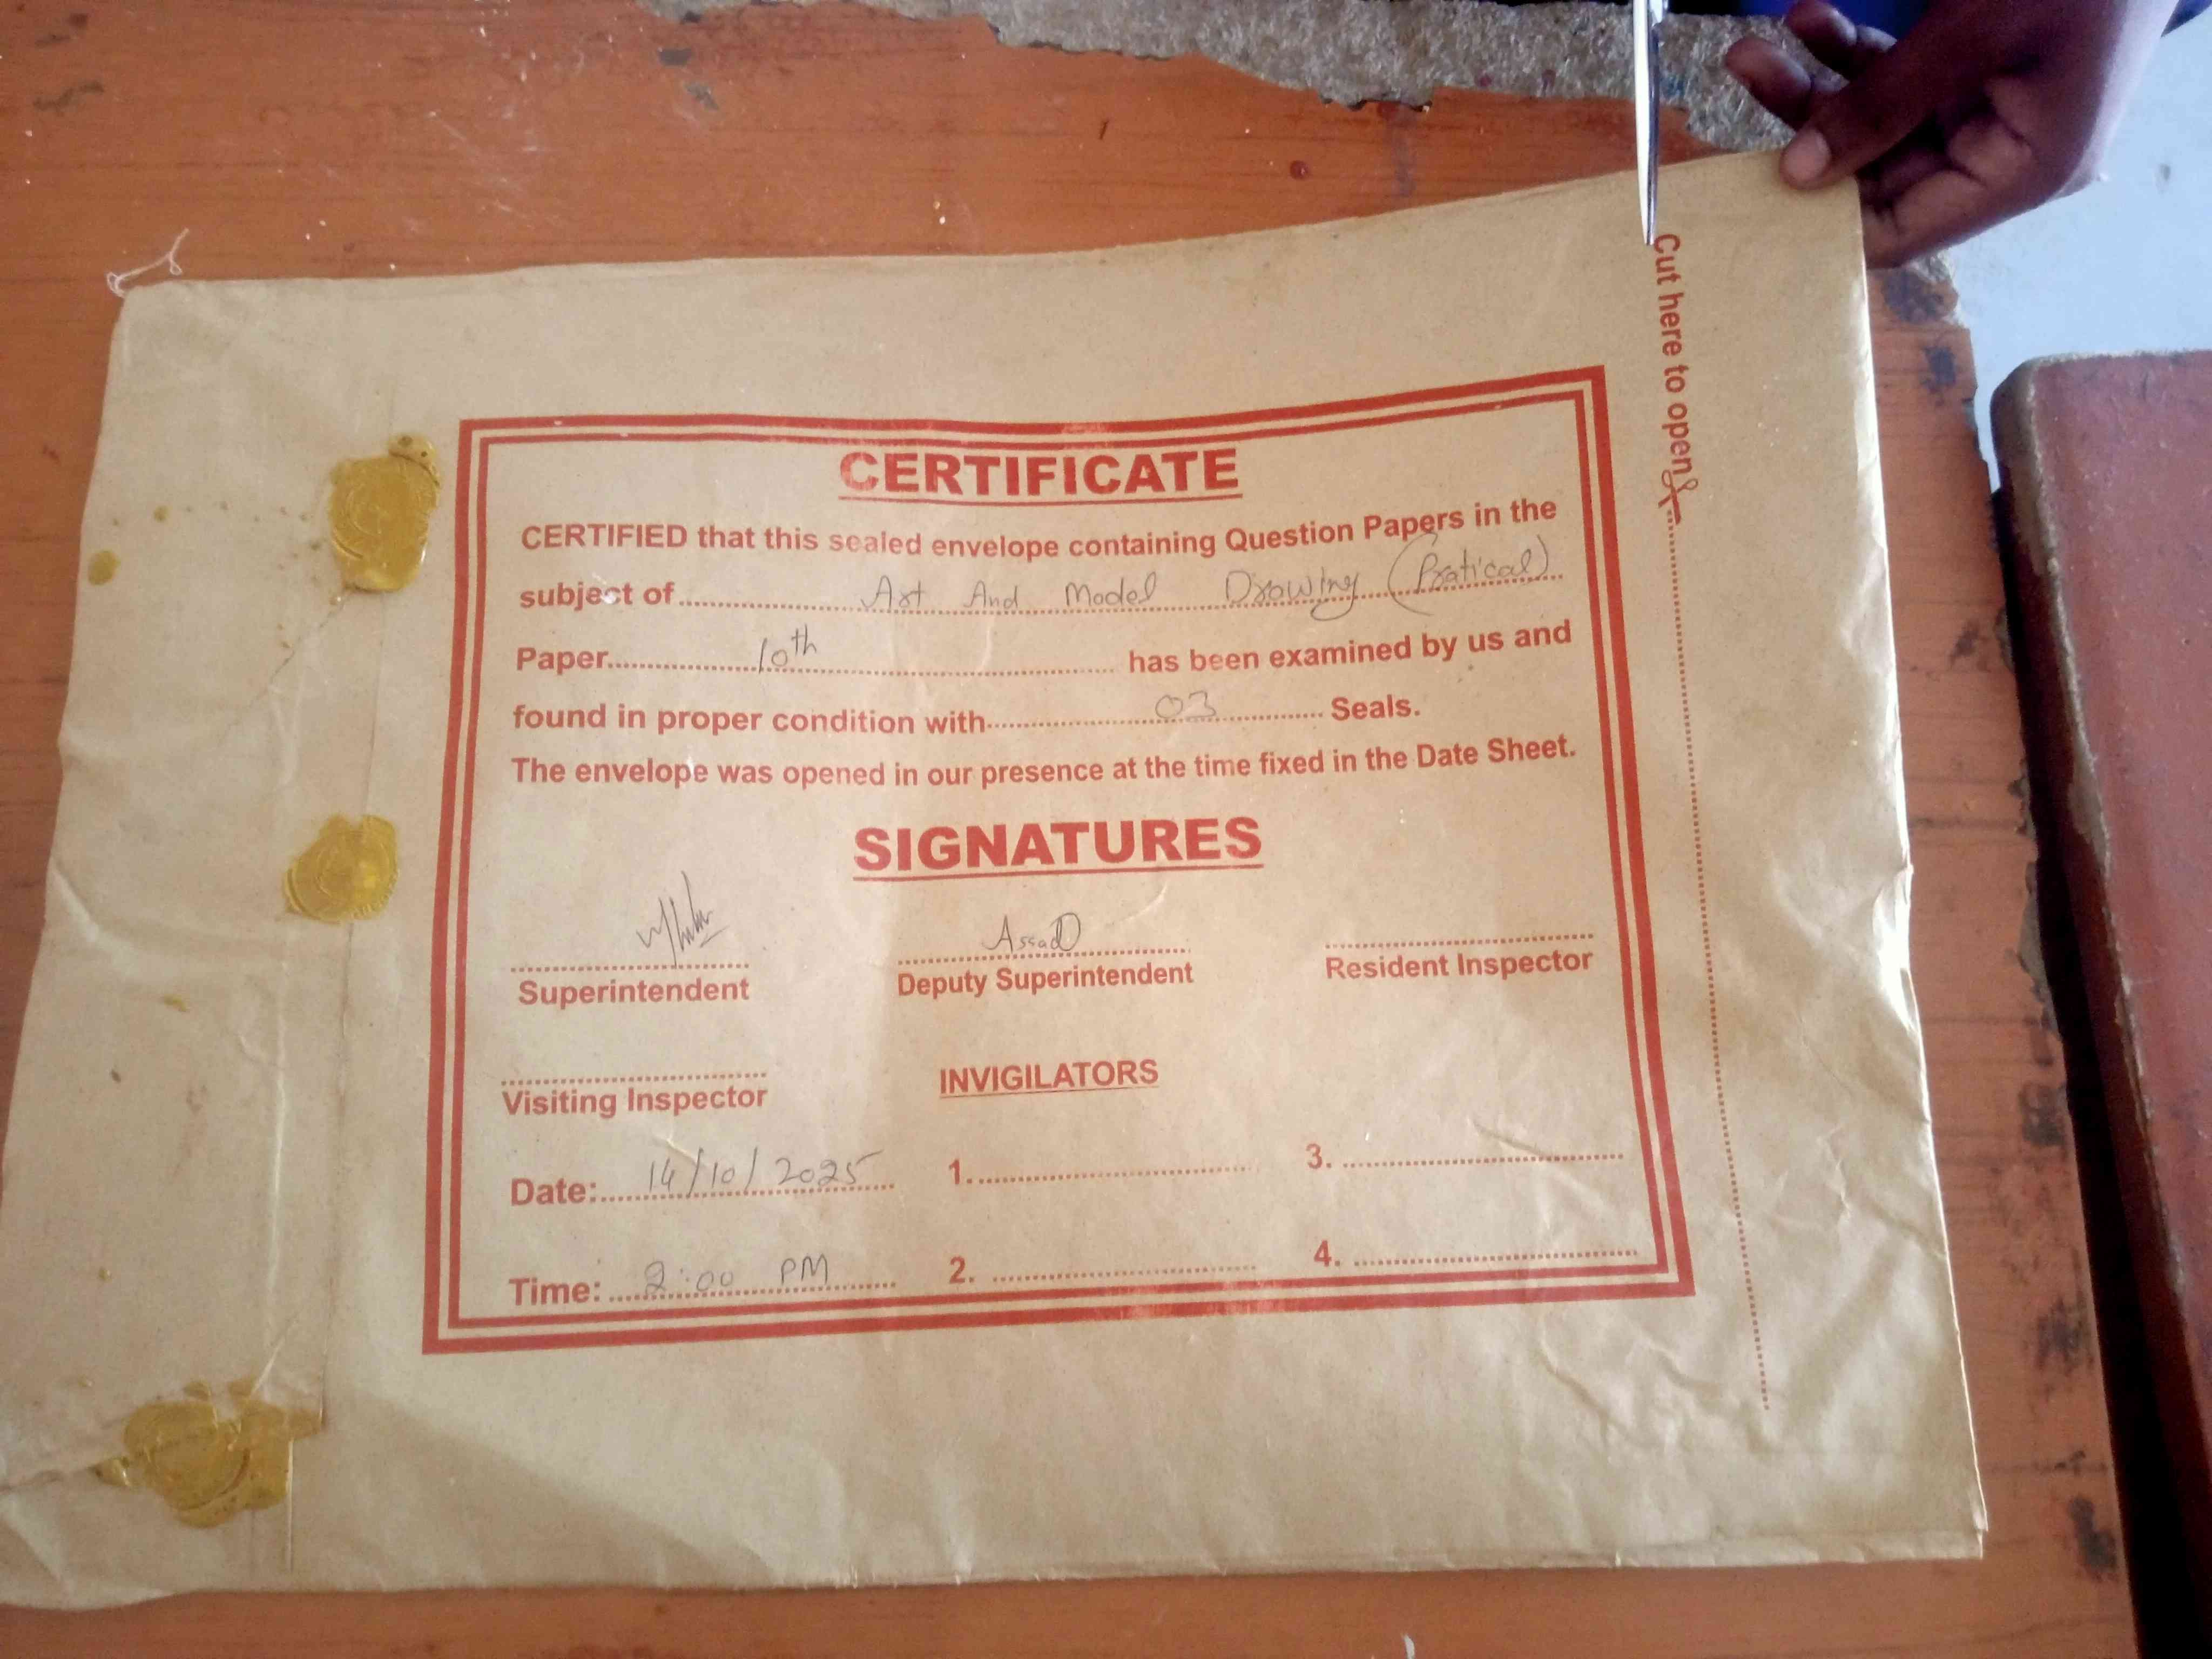 Cut here to open
CERTIFICATE
CERTIFIED that this sealed envelope containing Question Papers in the
subject of Art And Model Drawing (Pratical)
Paper 10th has been examined by us and
found in proper condition with 03 Seals.
The envelope was opened in our presence at the time fixed in the Date Sheet.
SIGNATURES
Assad
Superintendent Deputy Superintendent Resident Inspector
Visiting Inspector INVIGILATORS
Date: 14/10/2025 1. 3.
Time: 2:00 PM 2. 4.